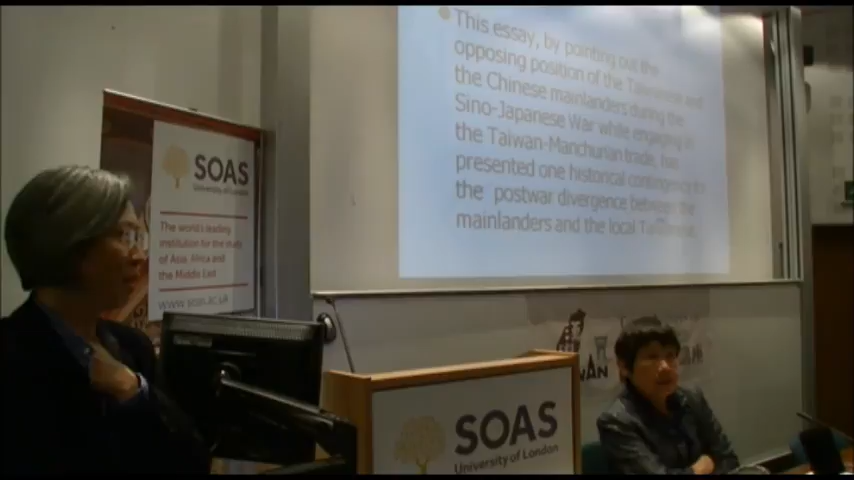 This essay, by pointing out the
opposing position of the Taiwanese and
the Chinese mainlanders during the
Sino-Japanese War while engaging in
the Taiwan-Manchurian trade, has
presented one historical contingency for
the postwar divergence between the
mainlanders and the local Taiwanese.
SOAS
University of London
The world's leading
institution for the study
of Asia, Africa and
the Middle East
www.soas.ac.uk
SOAS
University of London